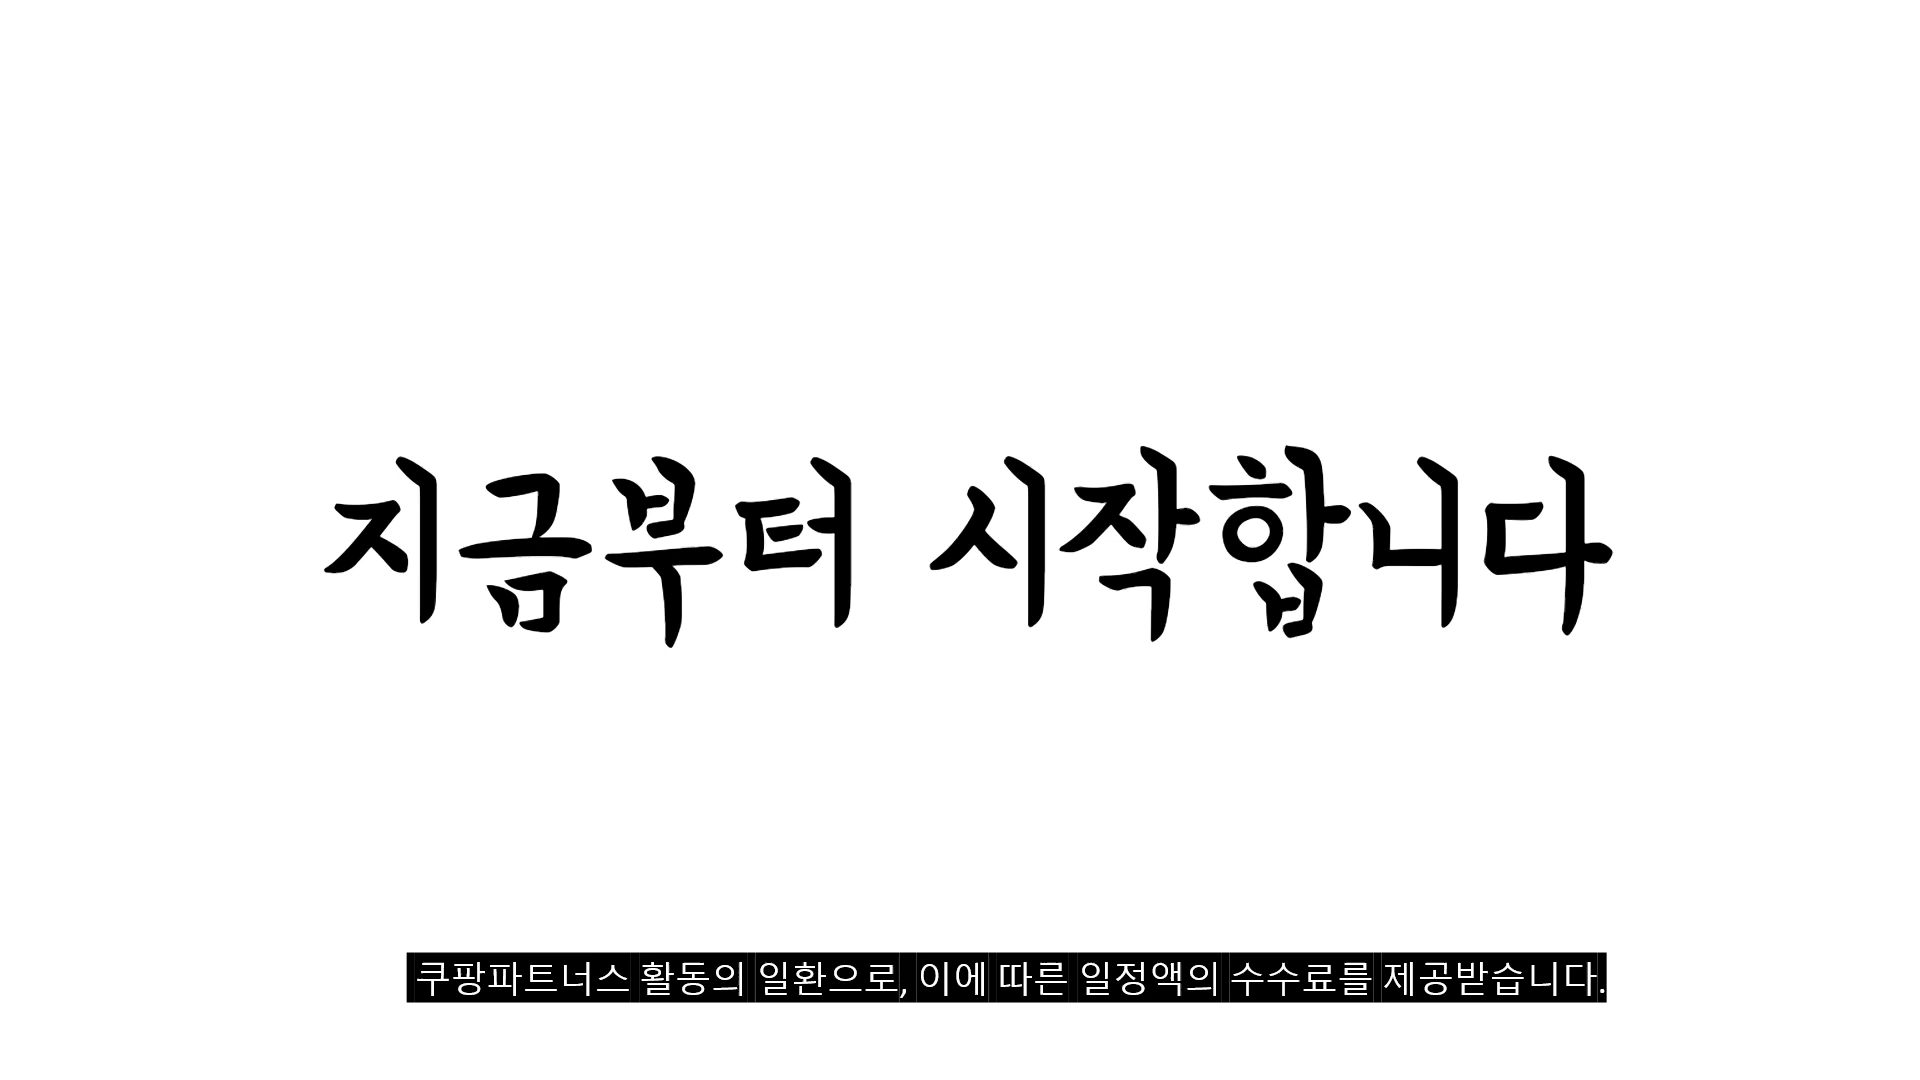 지금부터 시작합니다
쿠팡파트너스 활동의 일환으로, 이에 따른 일정액의 수수료를 제공받습니다.